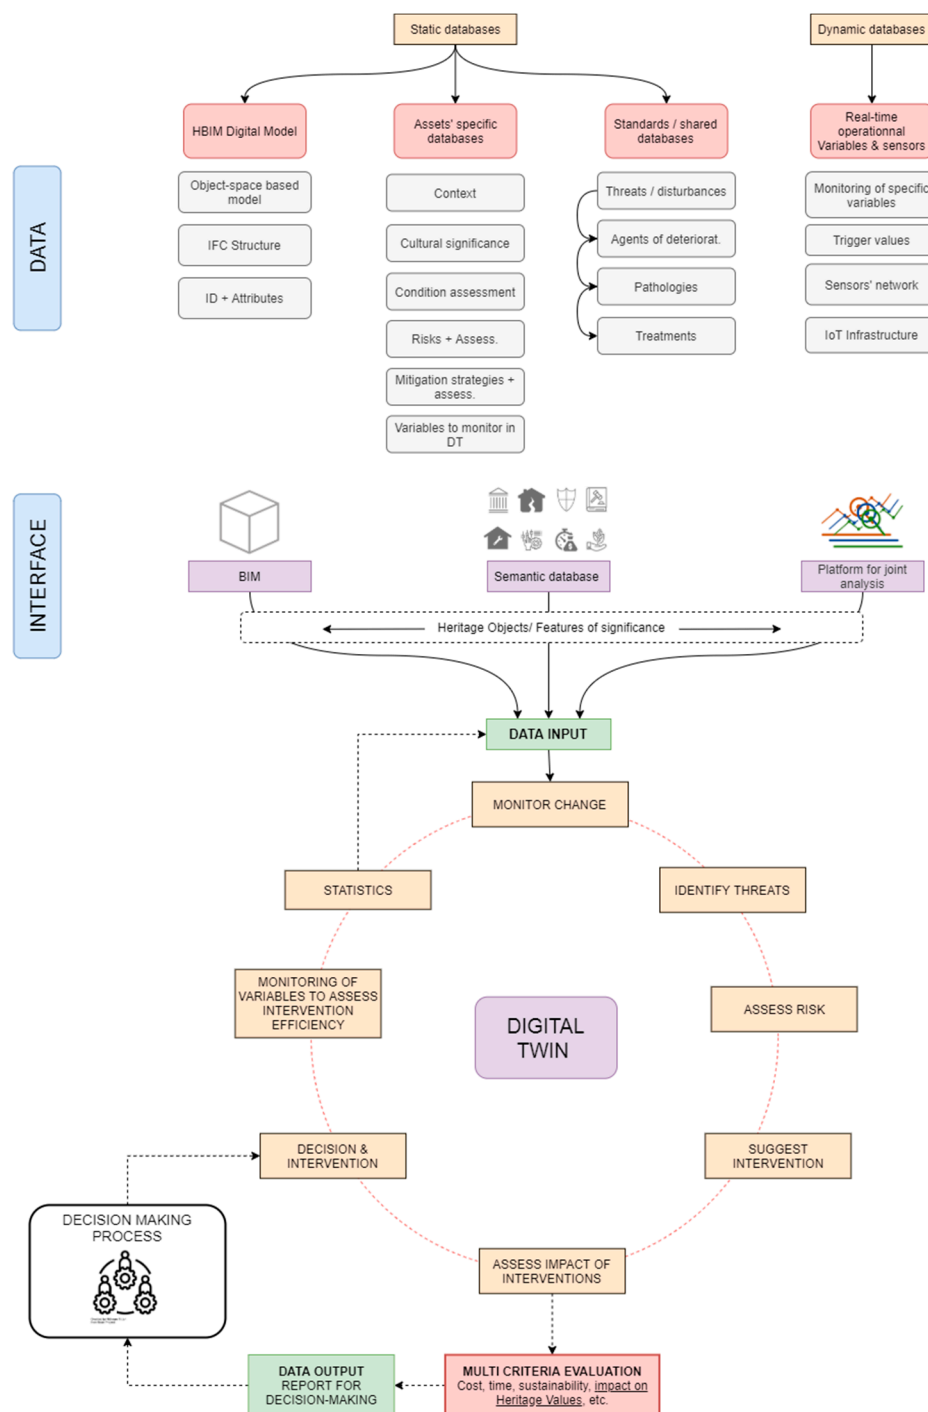 Static databases
Dynamic databases
HBIM Digital Model
Assets' specific
databases
Standards / shared
databases
Real-time
operationnal
Variables & sensors
DATA
Object-space based
model
IFC Structure
ID + Attributes
Context
Cultural significance
Condition assessment
Risks + Assess.
Mitigation strategies +
assess.
Variables to monitor in
DT
Threats / disturbances
Agents of deteriorat.
Pathologies
Treatments
Monitoring of specific
variables
Trigger values
Sensors' network
IoT Infrastructure
INTERFACE
BIM
Semantic database
Platform for joint
analysis
Heritage Objects/ Features of significance
DATA INPUT
MONITOR CHANGE
STATISTICS
IDENTIFY THREATS
MONITORING OF
VARIABLES TO ASSESS
INTERVENTION
EFFICIENCY
DIGITAL
TWIN
ASSESS RISK
DECISION &
INTERVENTION
SUGGEST
INTERVENTION
DECISION MAKING
PROCESS
ASSESS IMPACT OF
INTERVENTIONS
DATA OUTPUT
REPORT FOR
DECISION-MAKING
MULTI CRITERIA EVALUATION
Cost, time, sustainability, impact on
Heritage Values, etc.